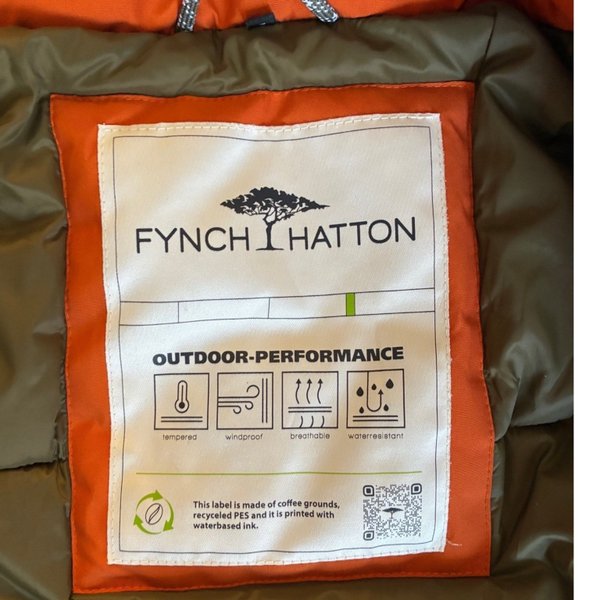 FYNCH HATTON
OUTDOOR-PERFORMANCE
tempered windproof breathable waterresistant
This label is made of coffee grounds,
recycled PES and it is printed with
waterbased ink.